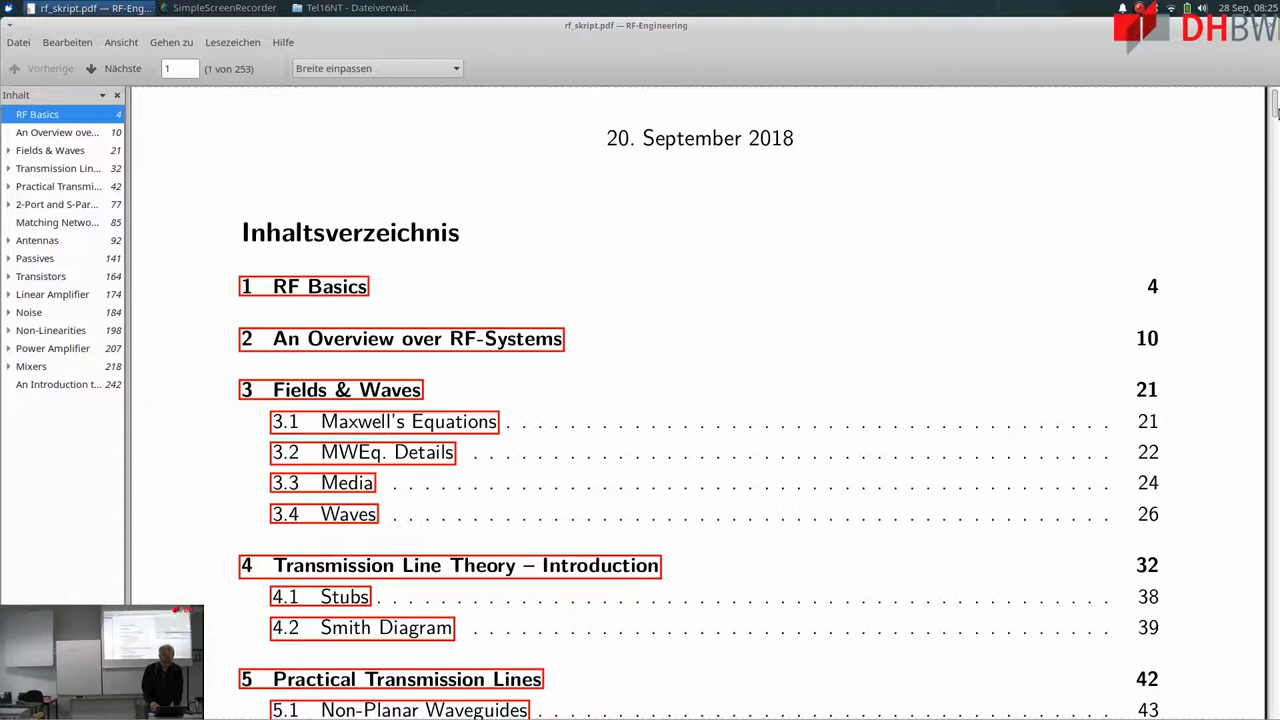 rf_skript.pdf — RF-Eng... SimpleScreenRecorder Tel16NT - Dateiverwalt... 28 Sep, 08:25
rf_skript.pdf — RF-Engineering
DHBW
Datei Bearbeiten Ansicht Gehen zu Lesezeichen Hilfe
Vorherige Nächste 1 (1 von 253) Breite einpassen
Inhalt
RF Basics 4
An Overview ove... 10
Fields & Waves 21
Transmission Lin... 32
Practical Transmi... 42
2-Port and S-Par... 77
Matching Netwo... 85
Antennas 92
Passives 141
Transistors 164
Linear Amplifier 174
Noise 184
Non-Linearities 198
Power Amplifier 207
Mixers 218
An Introduction t... 242
20. September 2018
Inhaltsverzeichnis
1 RF Basics 4
2 An Overview over RF-Systems 10
3 Fields & Waves 21
3.1 Maxwell's Equations . . . . . . . . . . . . . . . . . . . . . . . . . . . . . . 21
3.2 MWEq. Details . . . . . . . . . . . . . . . . . . . . . . . . . . . . . . 22
3.3 Media . . . . . . . . . . . . . . . . . . . . . . . . . . . . . . 24
3.4 Waves . . . . . . . . . . . . . . . . . . . . . . . . . . . . . . 26
4 Transmission Line Theory – Introduction 32
4.1 Stubs . . . . . . . . . . . . . . . . . . . . . . . . . . . . . . 38
4.2 Smith Diagram . . . . . . . . . . . . . . . . . . . . . . . . . . . . . . 39
5 Practical Transmission Lines 42
5.1 Non-Planar Waveguides . . . . . . . . . . . . . . . . . . . . . . . . . . . . . . 43